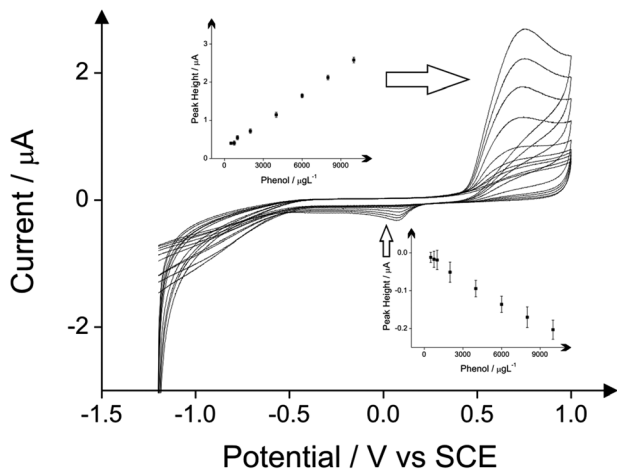 3
2
1
0
0 3000 6000 9000
Peak Height / μA
Phenol / μgL⁻¹
2
0
-2
Current / μA
0.0
-0.1
-0.2
0 3000 6000 9000
Peak Height / μA
Phenol / μgL⁻¹
-1.5 -1.0 -0.5 0.0 0.5 1.0
Potential / V vs SCE